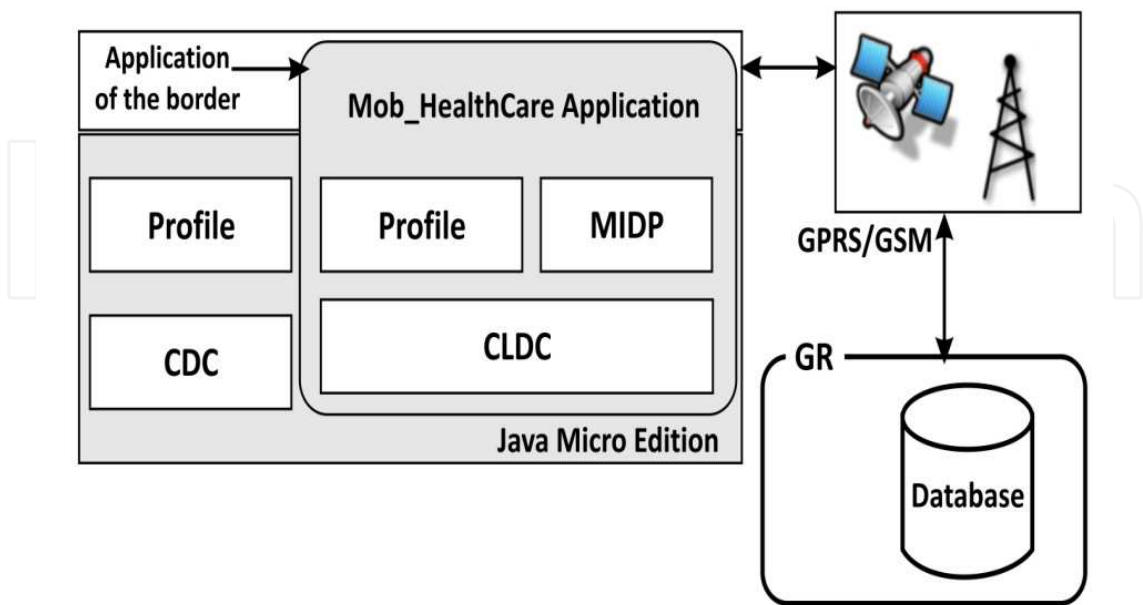 Application
of the border
Mob_HealthCare Application
Profile
Profile
MIDP
CDC
CLDC
Java Micro Edition
GPRS/GSM
GR
Database